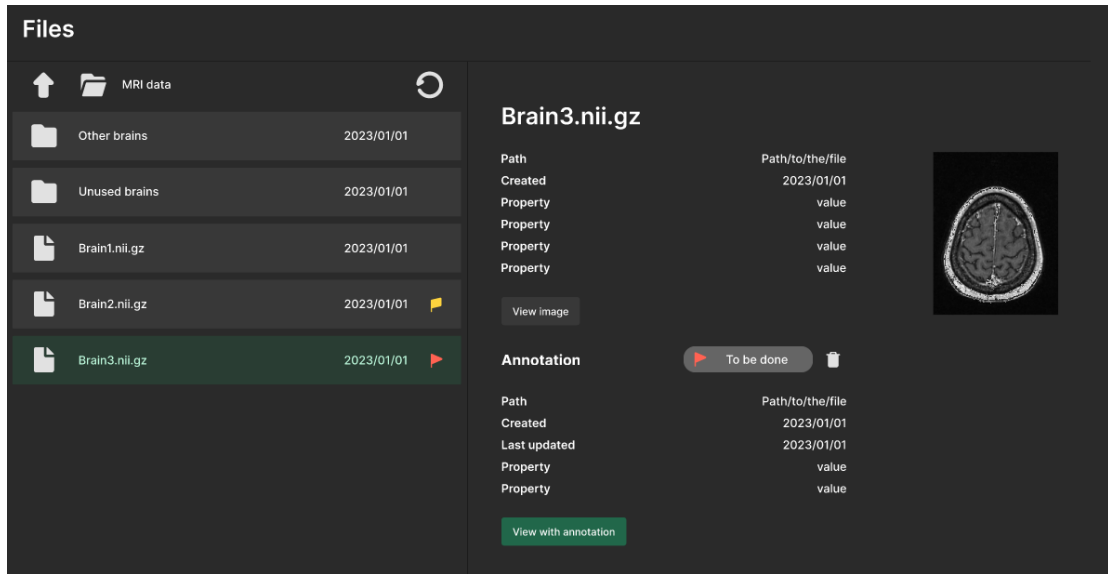 Files
MRI data
Other brains 2023/01/01
Unused brains 2023/01/01
Brain1.nii.gz 2023/01/01
Brain2.nii.gz 2023/01/01
Brain3.nii.gz 2023/01/01
Brain3.nii.gz
Path Path/to/the/file
Created 2023/01/01
Property value
Property value
Property value
Property value
View image
Annotation To be done
Path Path/to/the/file
Created 2023/01/01
Last updated 2023/01/01
Property value
Property value
View with annotation